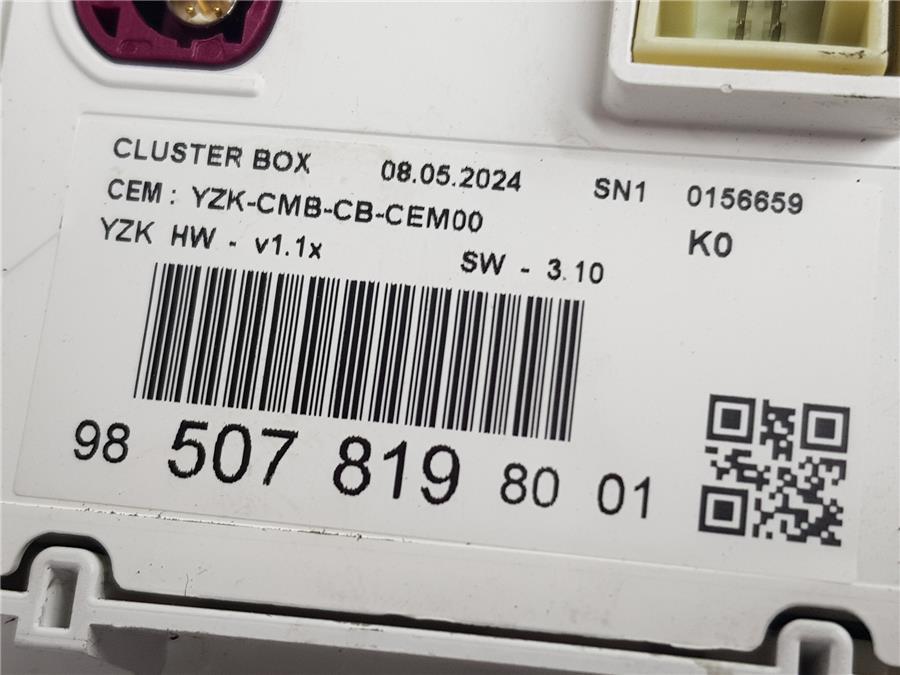 CLUSTER BOX 08.05.2024 SN1 0156659
CEM : YZK-CMB-CB-CEM00 K0
YZK HW - v1.1x SW - 3.10
98 507 819 80 01